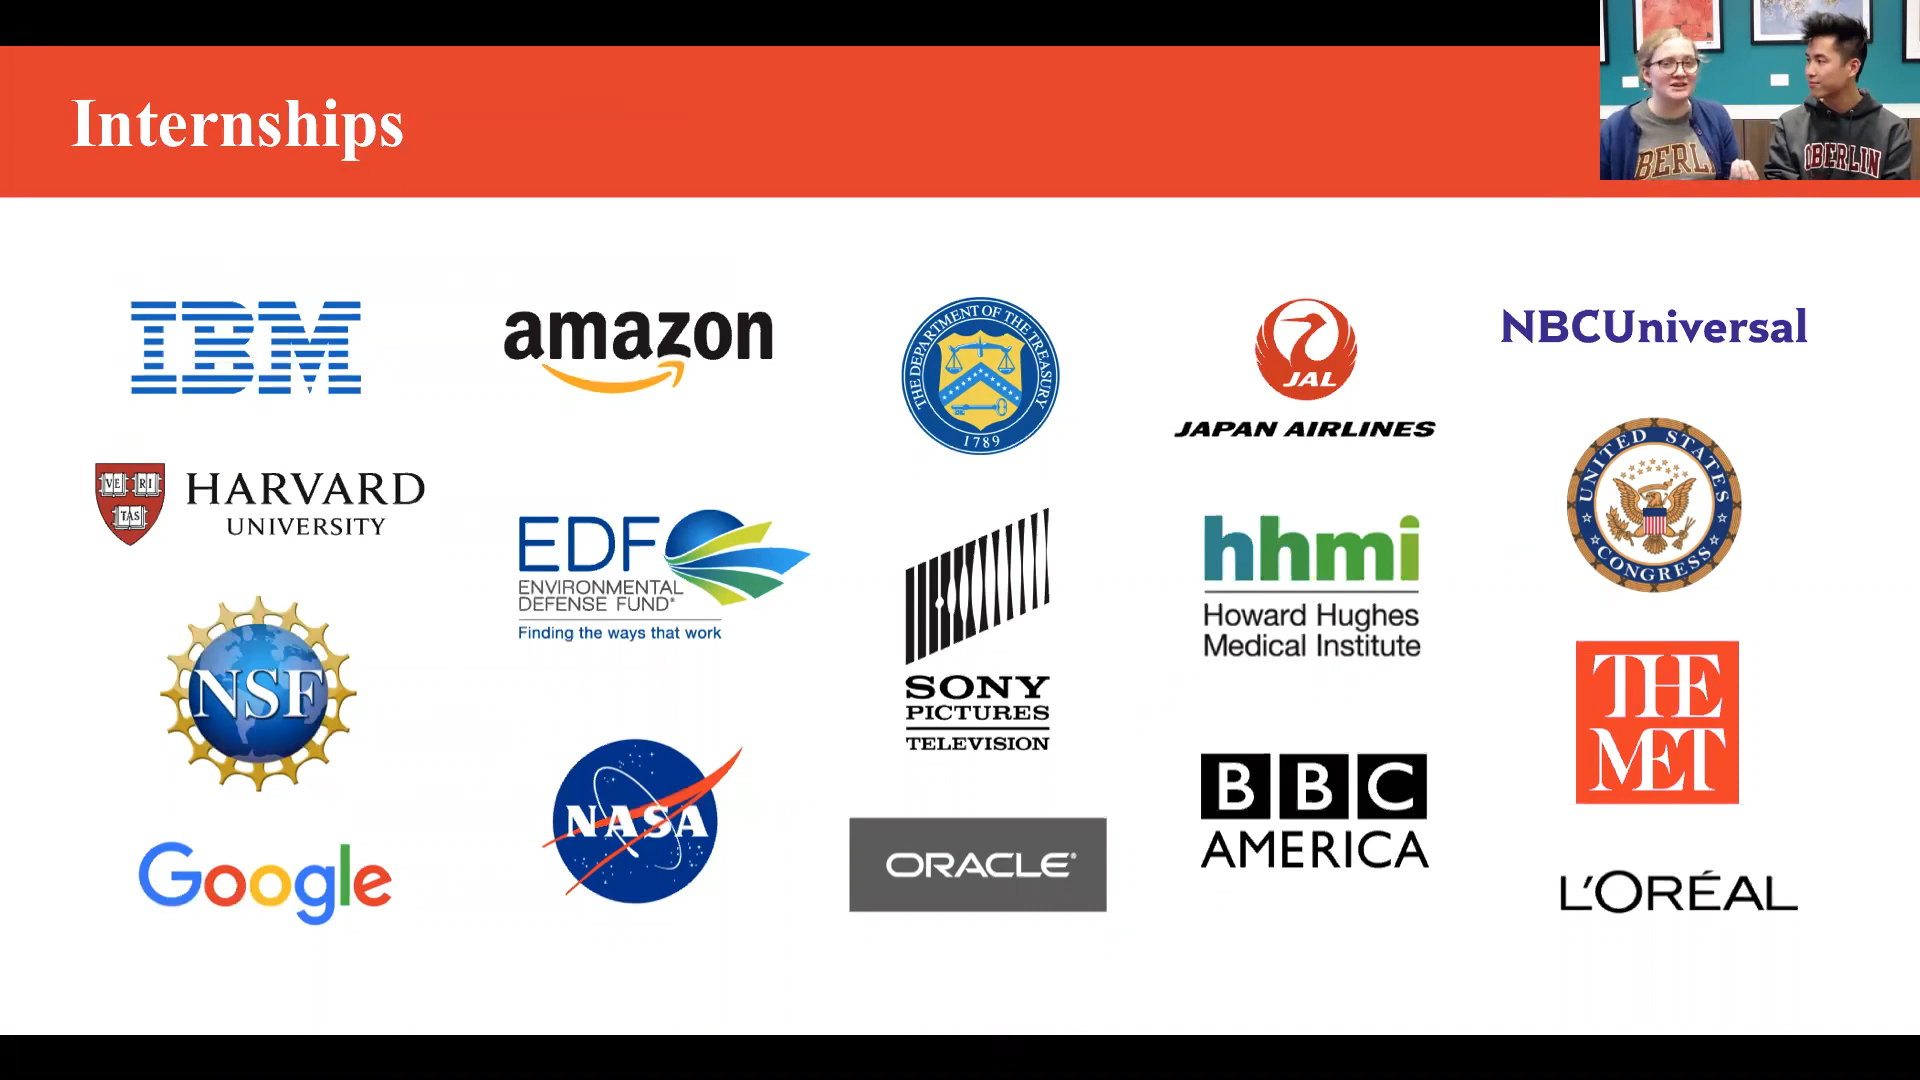 Internships
BERL
OBERLIN
IBM
amazon
THE DEPARTMENT OF THE TREASURY
1789
JAL
JAPAN AIRLINES
NBCUniversal
VE RI
TAS
HARVARD
UNIVERSITY
EDF
ENVIRONMENTAL
DEFENSE FUND®
Finding the ways that work
SONY
PICTURES
TELEVISION
hhmi
Howard Hughes
Medical Institute
UNITED STATES
CONGRESS
NSF
NASA
THE
MET
BBC
AMERICA
Google
ORACLE®
L'ORÉAL